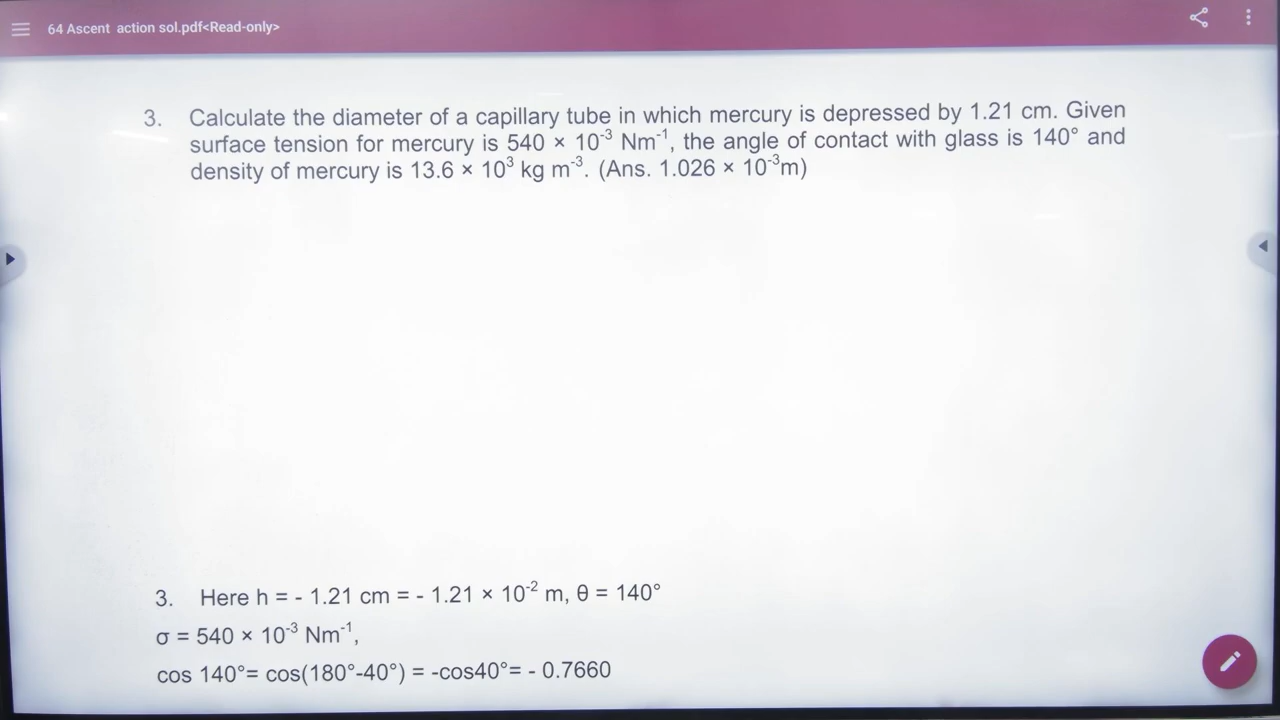 64 Ascent action sol.pdf<Read-only>
3. Calculate the diameter of a capillary tube in which mercury is depressed by 1.21 cm. Given
surface tension for mercury is 540 × 10⁻³ Nm⁻¹, the angle of contact with glass is 140° and
density of mercury is 13.6 × 10³ kg m⁻³. (Ans. 1.026 × 10⁻³m)
3. Here h = - 1.21 cm = - 1.21 × 10⁻² m, θ = 140°
σ = 540 × 10⁻³ Nm⁻¹,
cos 140°= cos(180°-40°) = -cos40°= - 0.7660